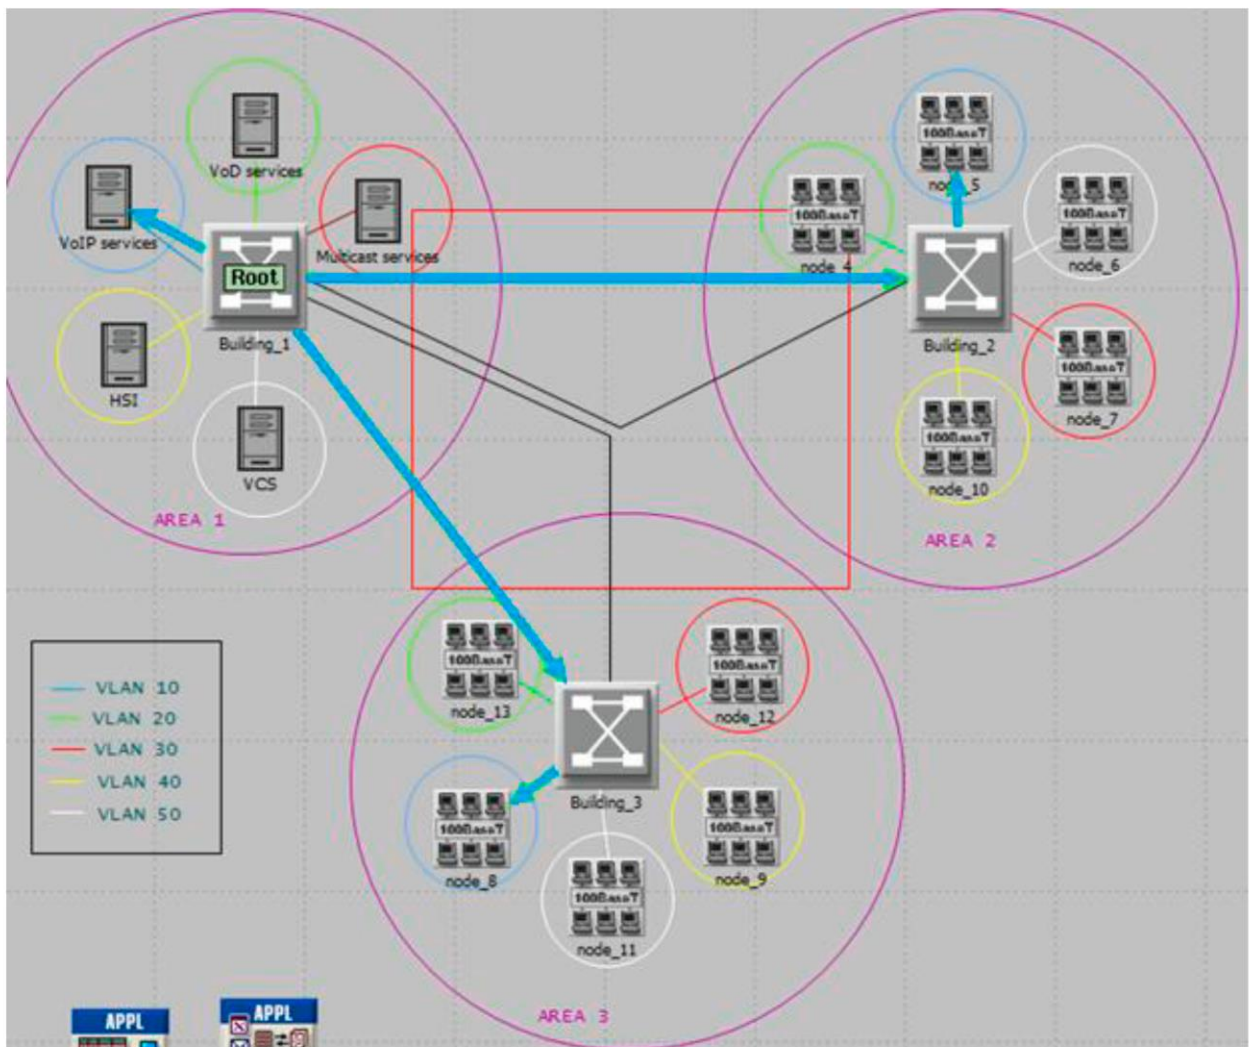 VoD services
VoIP services
Multicast services
Root
Building_1
HSI
VCS
AREA 1
100BaseT
node_5
100BaseT
node_4
100BaseT
node_6
Building_2
100BaseT
node_7
100BaseT
node_10
AREA 2
VLAN 10
VLAN 20
VLAN 30
VLAN 40
VLAN 50
100BaseT
node_13
100BaseT
node_12
Building_3
100BaseT
node_8
100BaseT
node_9
100BaseT
node_11
AREA 3
APPL
APPL